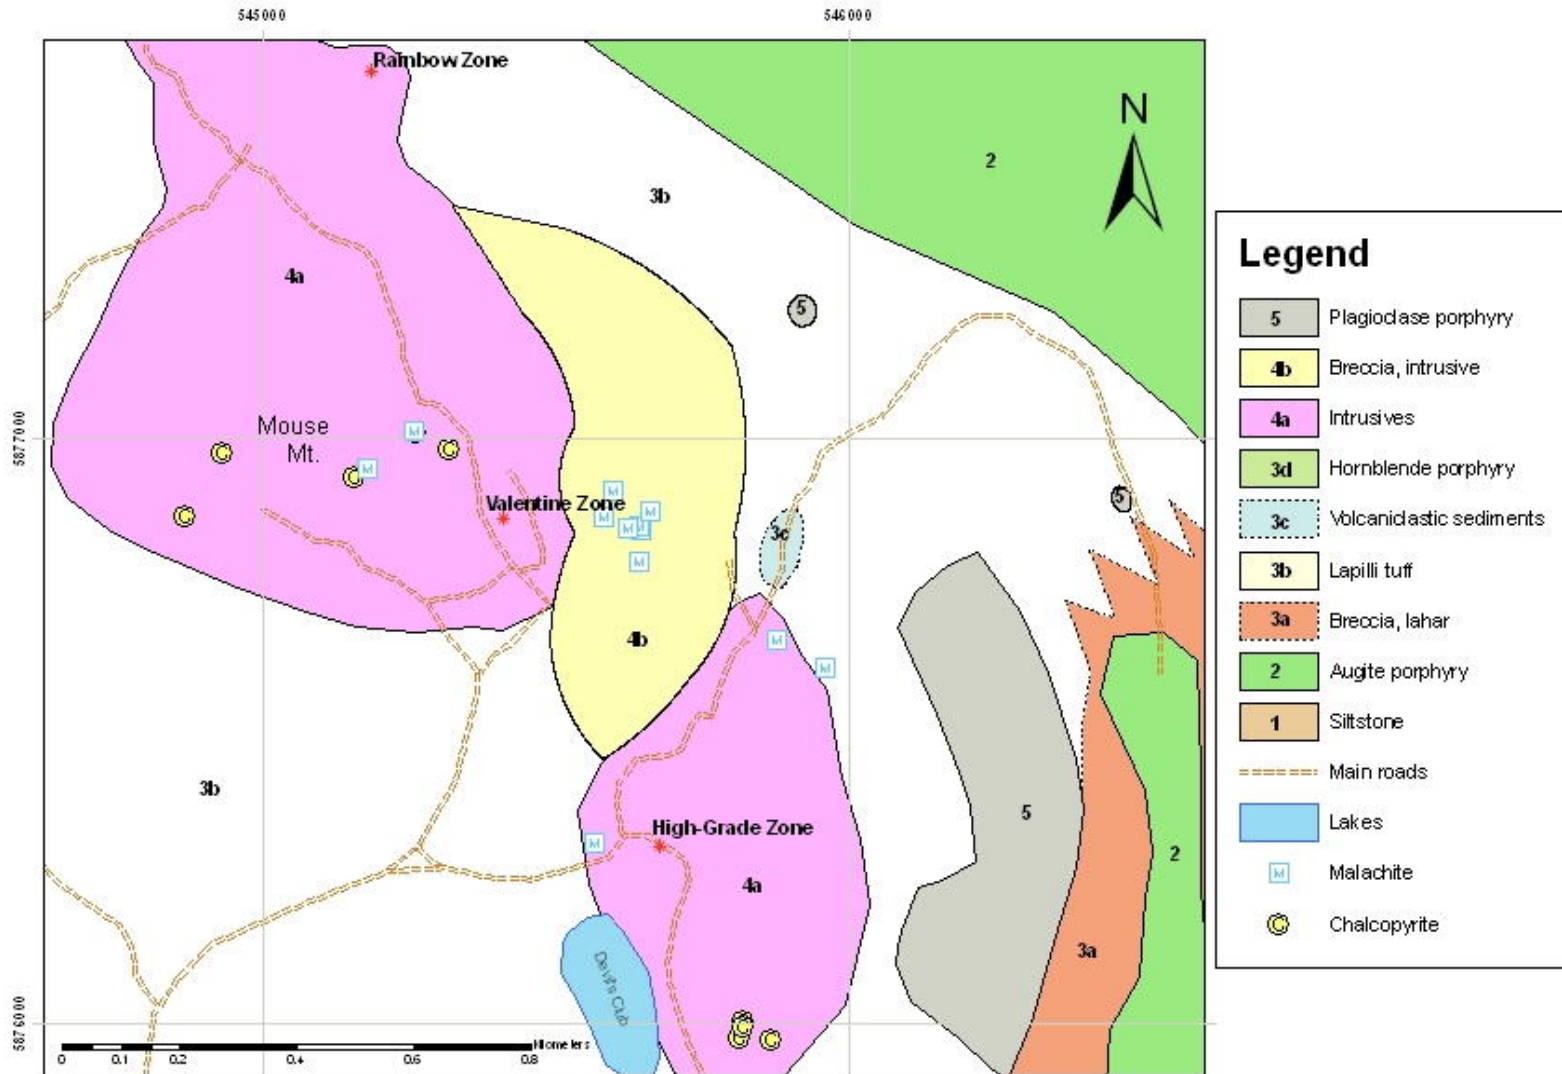 545000
546000
Rainbow Zone
N
2
3b
4a
5
Mouse
Mt.
5877000
M
C
C
M
C
M
Valentine Zone
5
C
M
M
M
M
M
3c
M
4b
M
M
3b
5
High-Grade Zone
M
2
4a
3a
Devil's Club
5876000
C
C
C
C
Kilometers
0 0.1 0.2 0.4 0.6 0.8
Legend
5 Plagioclase porphyry
4b Breccia, intrusive
4a Intrusives
3d Hornblende porphyry
3c Volcaniclastic sediments
3b Lapilli tuff
3a Breccia, lahar
2 Augite porphyry
1 Siltstone
Main roads
Lakes
M Malachite
C Chalcopyrite